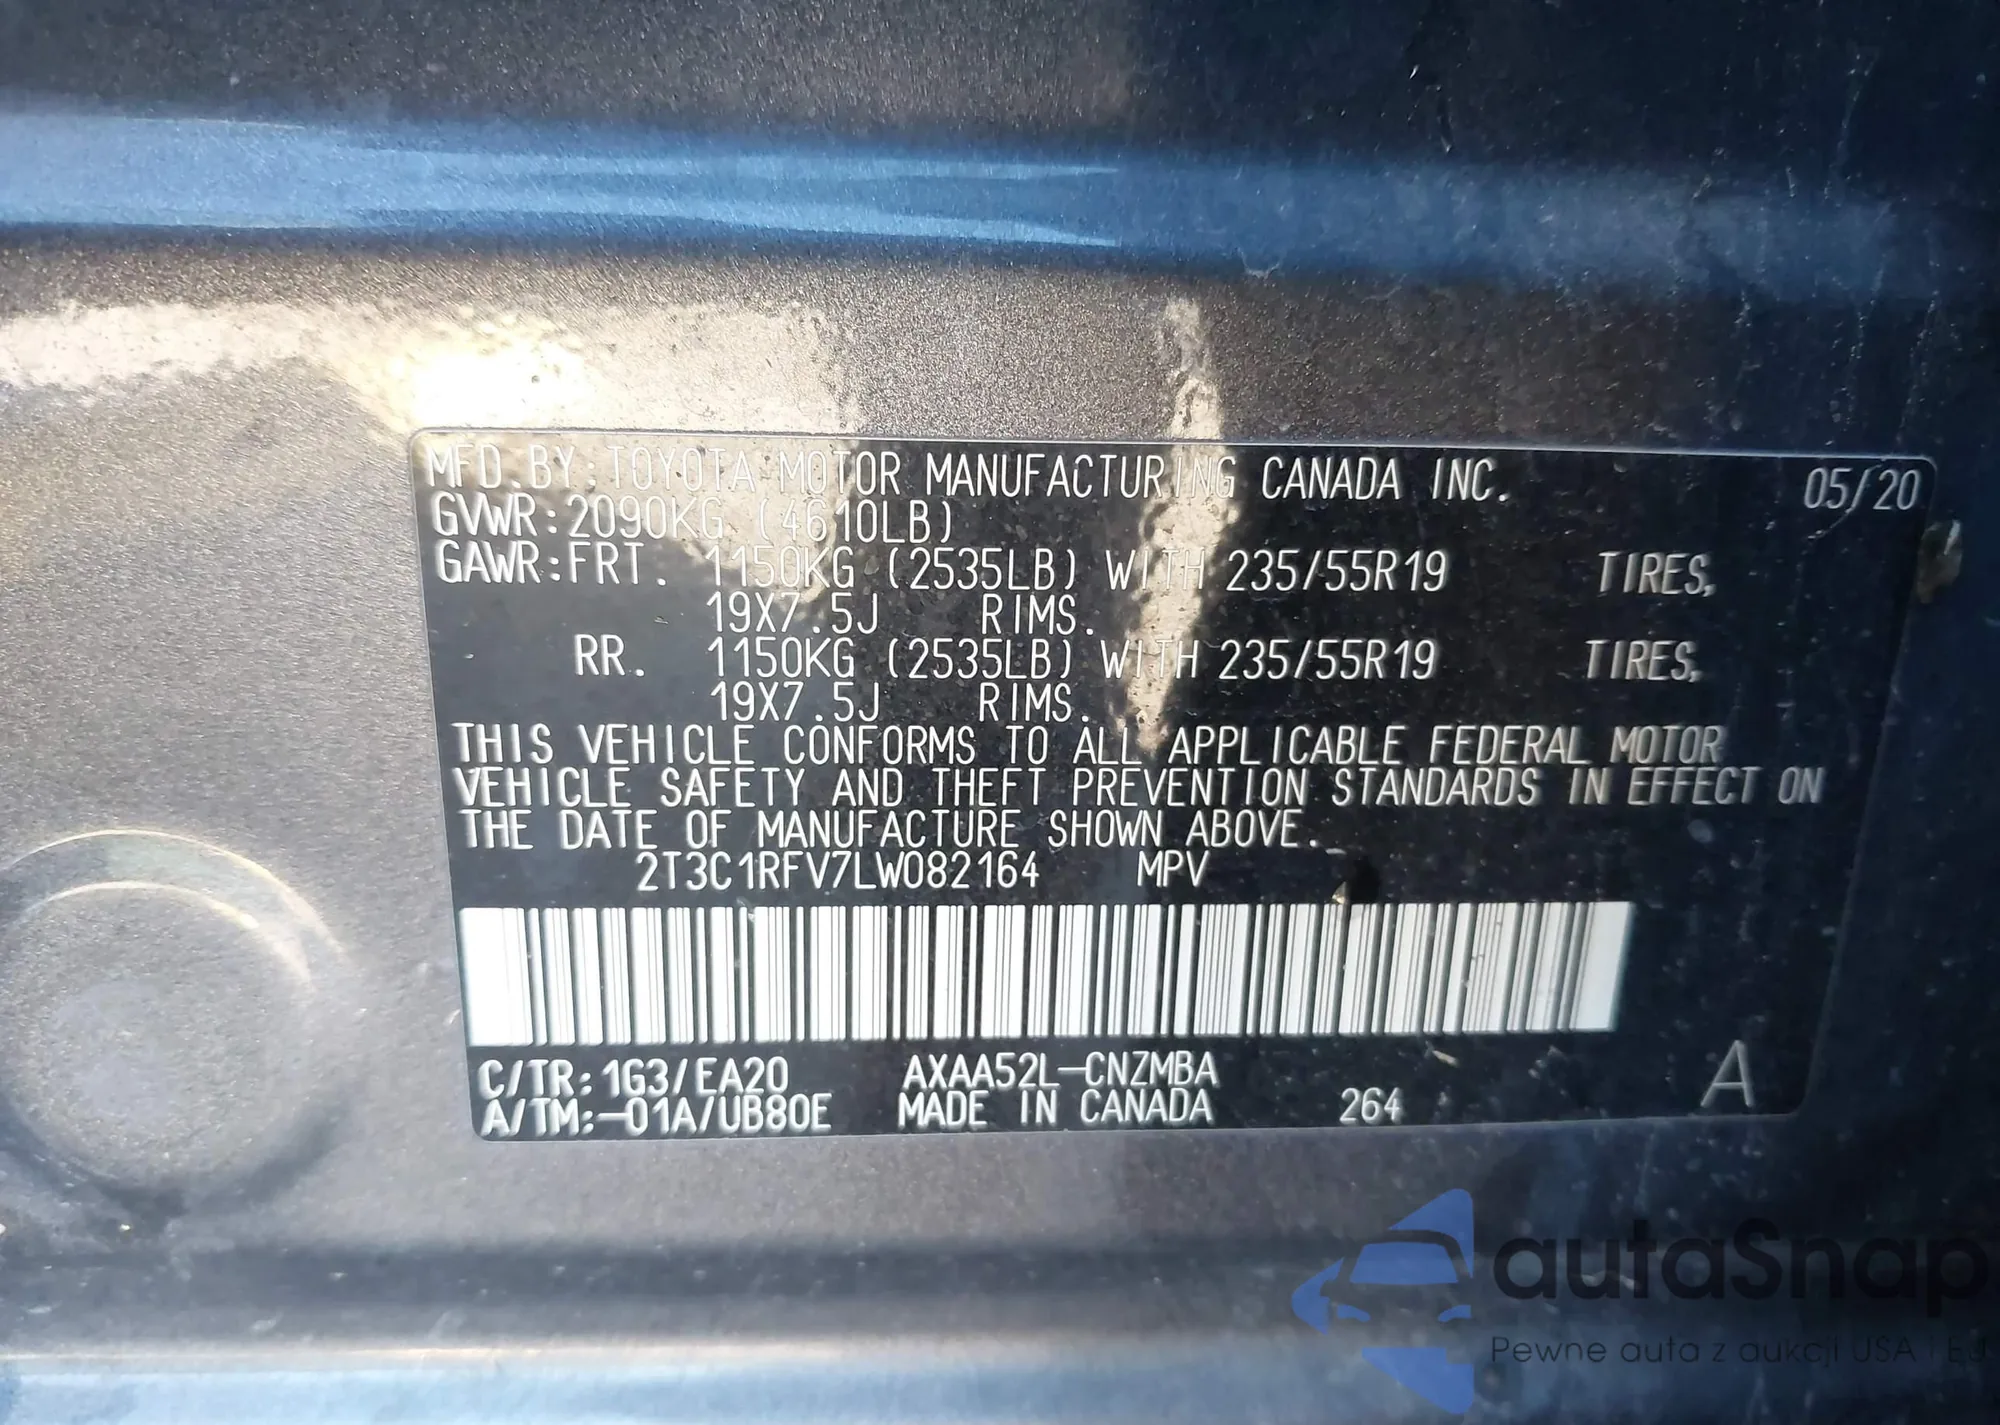 MFD.BY:TOYOTA MOTOR MANUFACTURING CANADA INC. 05/20
GVWR:2090KG (4610LB)
GAWR:FRT. 1150KG (2535LB) WITH 235/55R19 TIRES,
19X7.5J RIMS.
RR. 1150KG (2535LB) WITH 235/55R19 TIRES,
19X7.5J RIMS.
THIS VEHICLE CONFORMS TO ALL APPLICABLE FEDERAL MOTOR
VEHICLE SAFETY AND THEFT PREVENTION STANDARDS IN EFFECT ON
THE DATE OF MANUFACTURE SHOWN ABOVE.
2T3C1RFV7LW082164 MPV
C/TR:1G3/EA20 AXAA52L-CNZMBA A
A/TM:-01A/UB80E MADE IN CANADA 264
autaSnap
Pewne auta z aukcji USA i EU